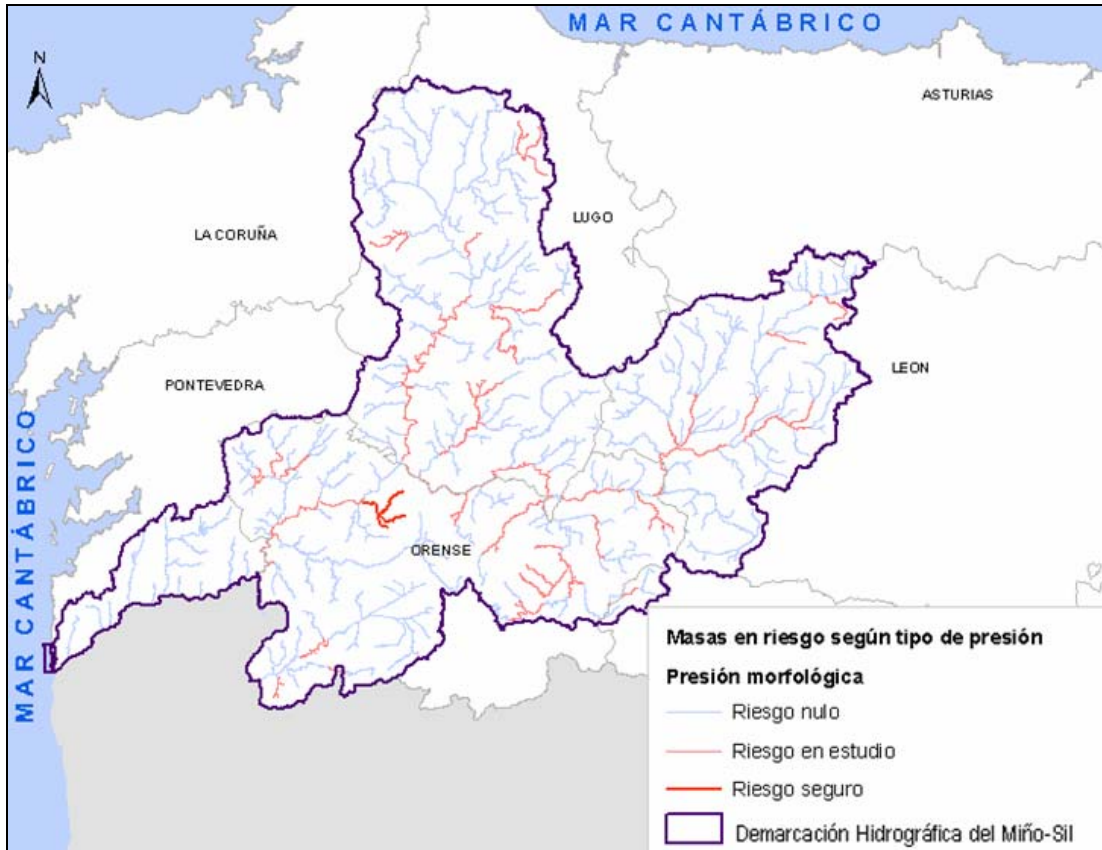 MAR CANTÁBRICO
N
ASTURIAS
LUGO
LA CORUÑA
LEON
PONTEVEDRA
MAR CANTÁBRICO
ORENSE
Masas en riesgo según tipo de presión
Presión morfológica
Riesgo nulo
Riesgo en estudio
Riesgo seguro
Demarcación Hidrográfica del Miño-Sil